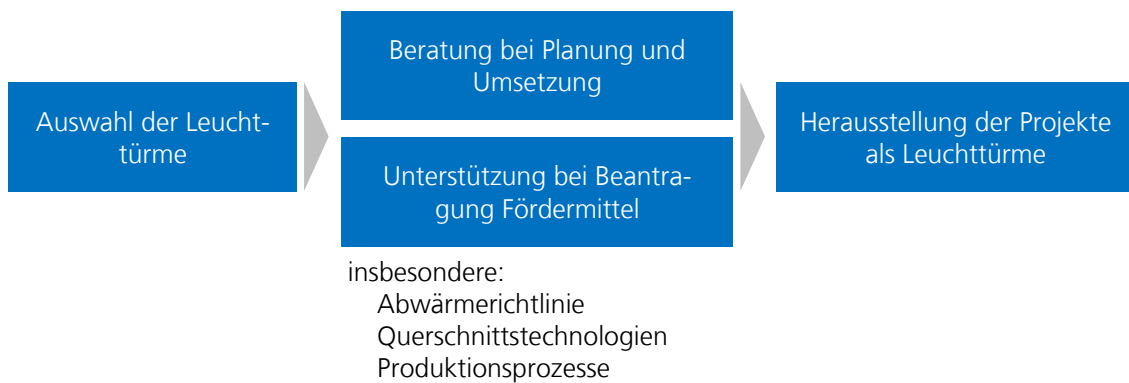 Auswahl der Leucht-
türme
Beratung bei Planung und
Umsetzung
Unterstützung bei Beantra-
gung Fördermittel
insbesondere:
Abwärmerichtlinie
Querschnittstechnologien
Produktionsprozesse
Herausstellung der Projekte
als Leuchttürme